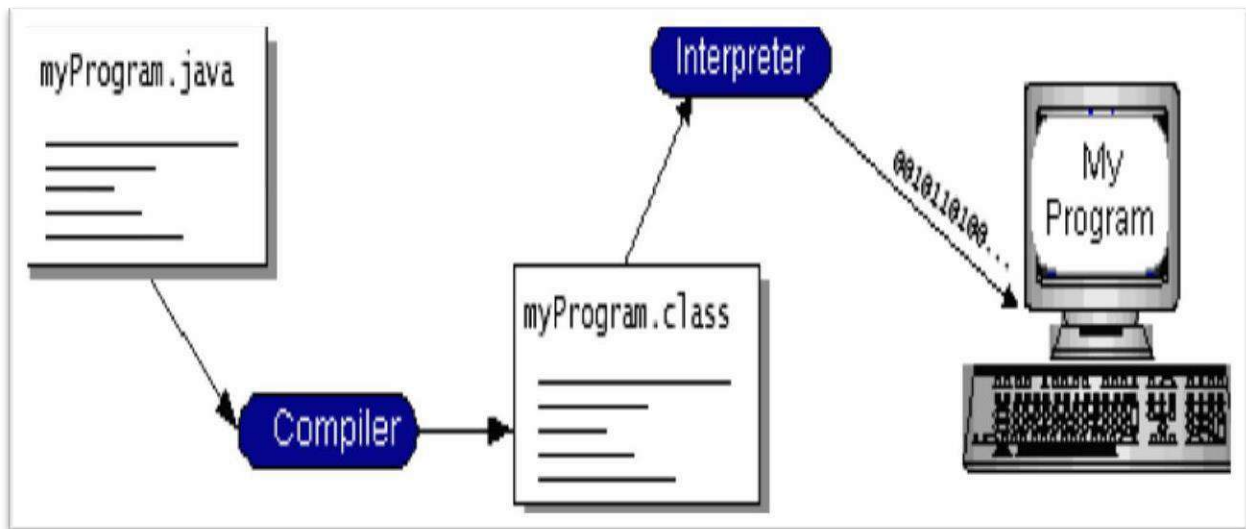 myProgram.java
Compiler
myProgram.class
Interpreter
0010110100...
My
Program